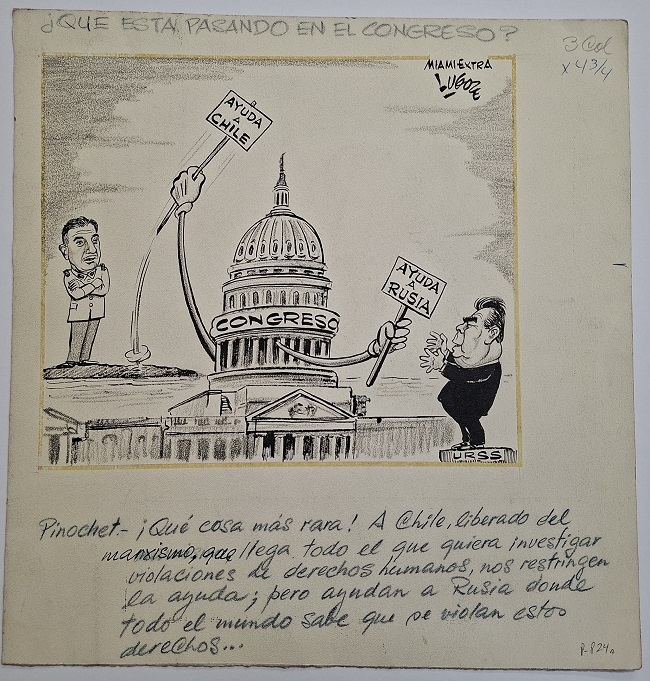 ¿QUE ESTA PASANDO EN EL CONGRESO?
3 Col
x 4 3/4
MIAMI EXTRA
LUGOZE
AYUDA
A
CHILE
AYUDA
A
RUSIA
CONGRESO
URSS
Pinochet.- ¡Qué cosa más rara! A Chile, liberado del
marxismo, que llega todo el que quiera investigar
violaciones de derechos humanos, nos restringen
la ayuda; pero ayudan a Rusia donde
todo el mundo sabe que se violan estos
derechos...